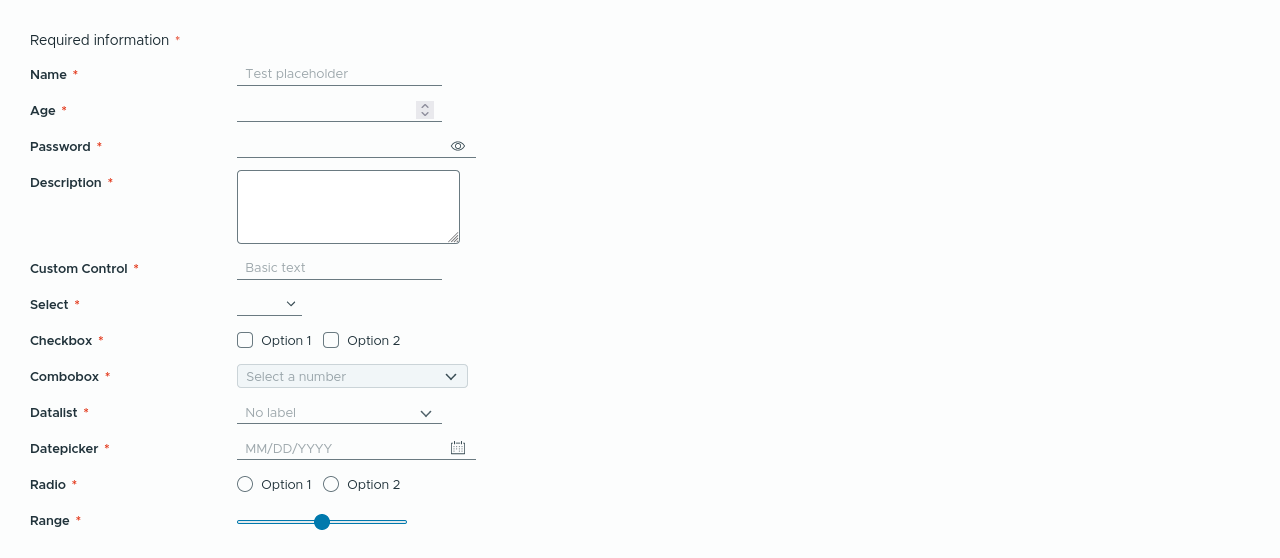 Required information *
Name * Test placeholder
Age *
Password *
Description *
Custom Control * Basic text
Select *
Checkbox * Option 1 Option 2
Combobox * Select a number
Datalist * No label
Datepicker * MM/DD/YYYY
Radio * Option 1 Option 2
Range *